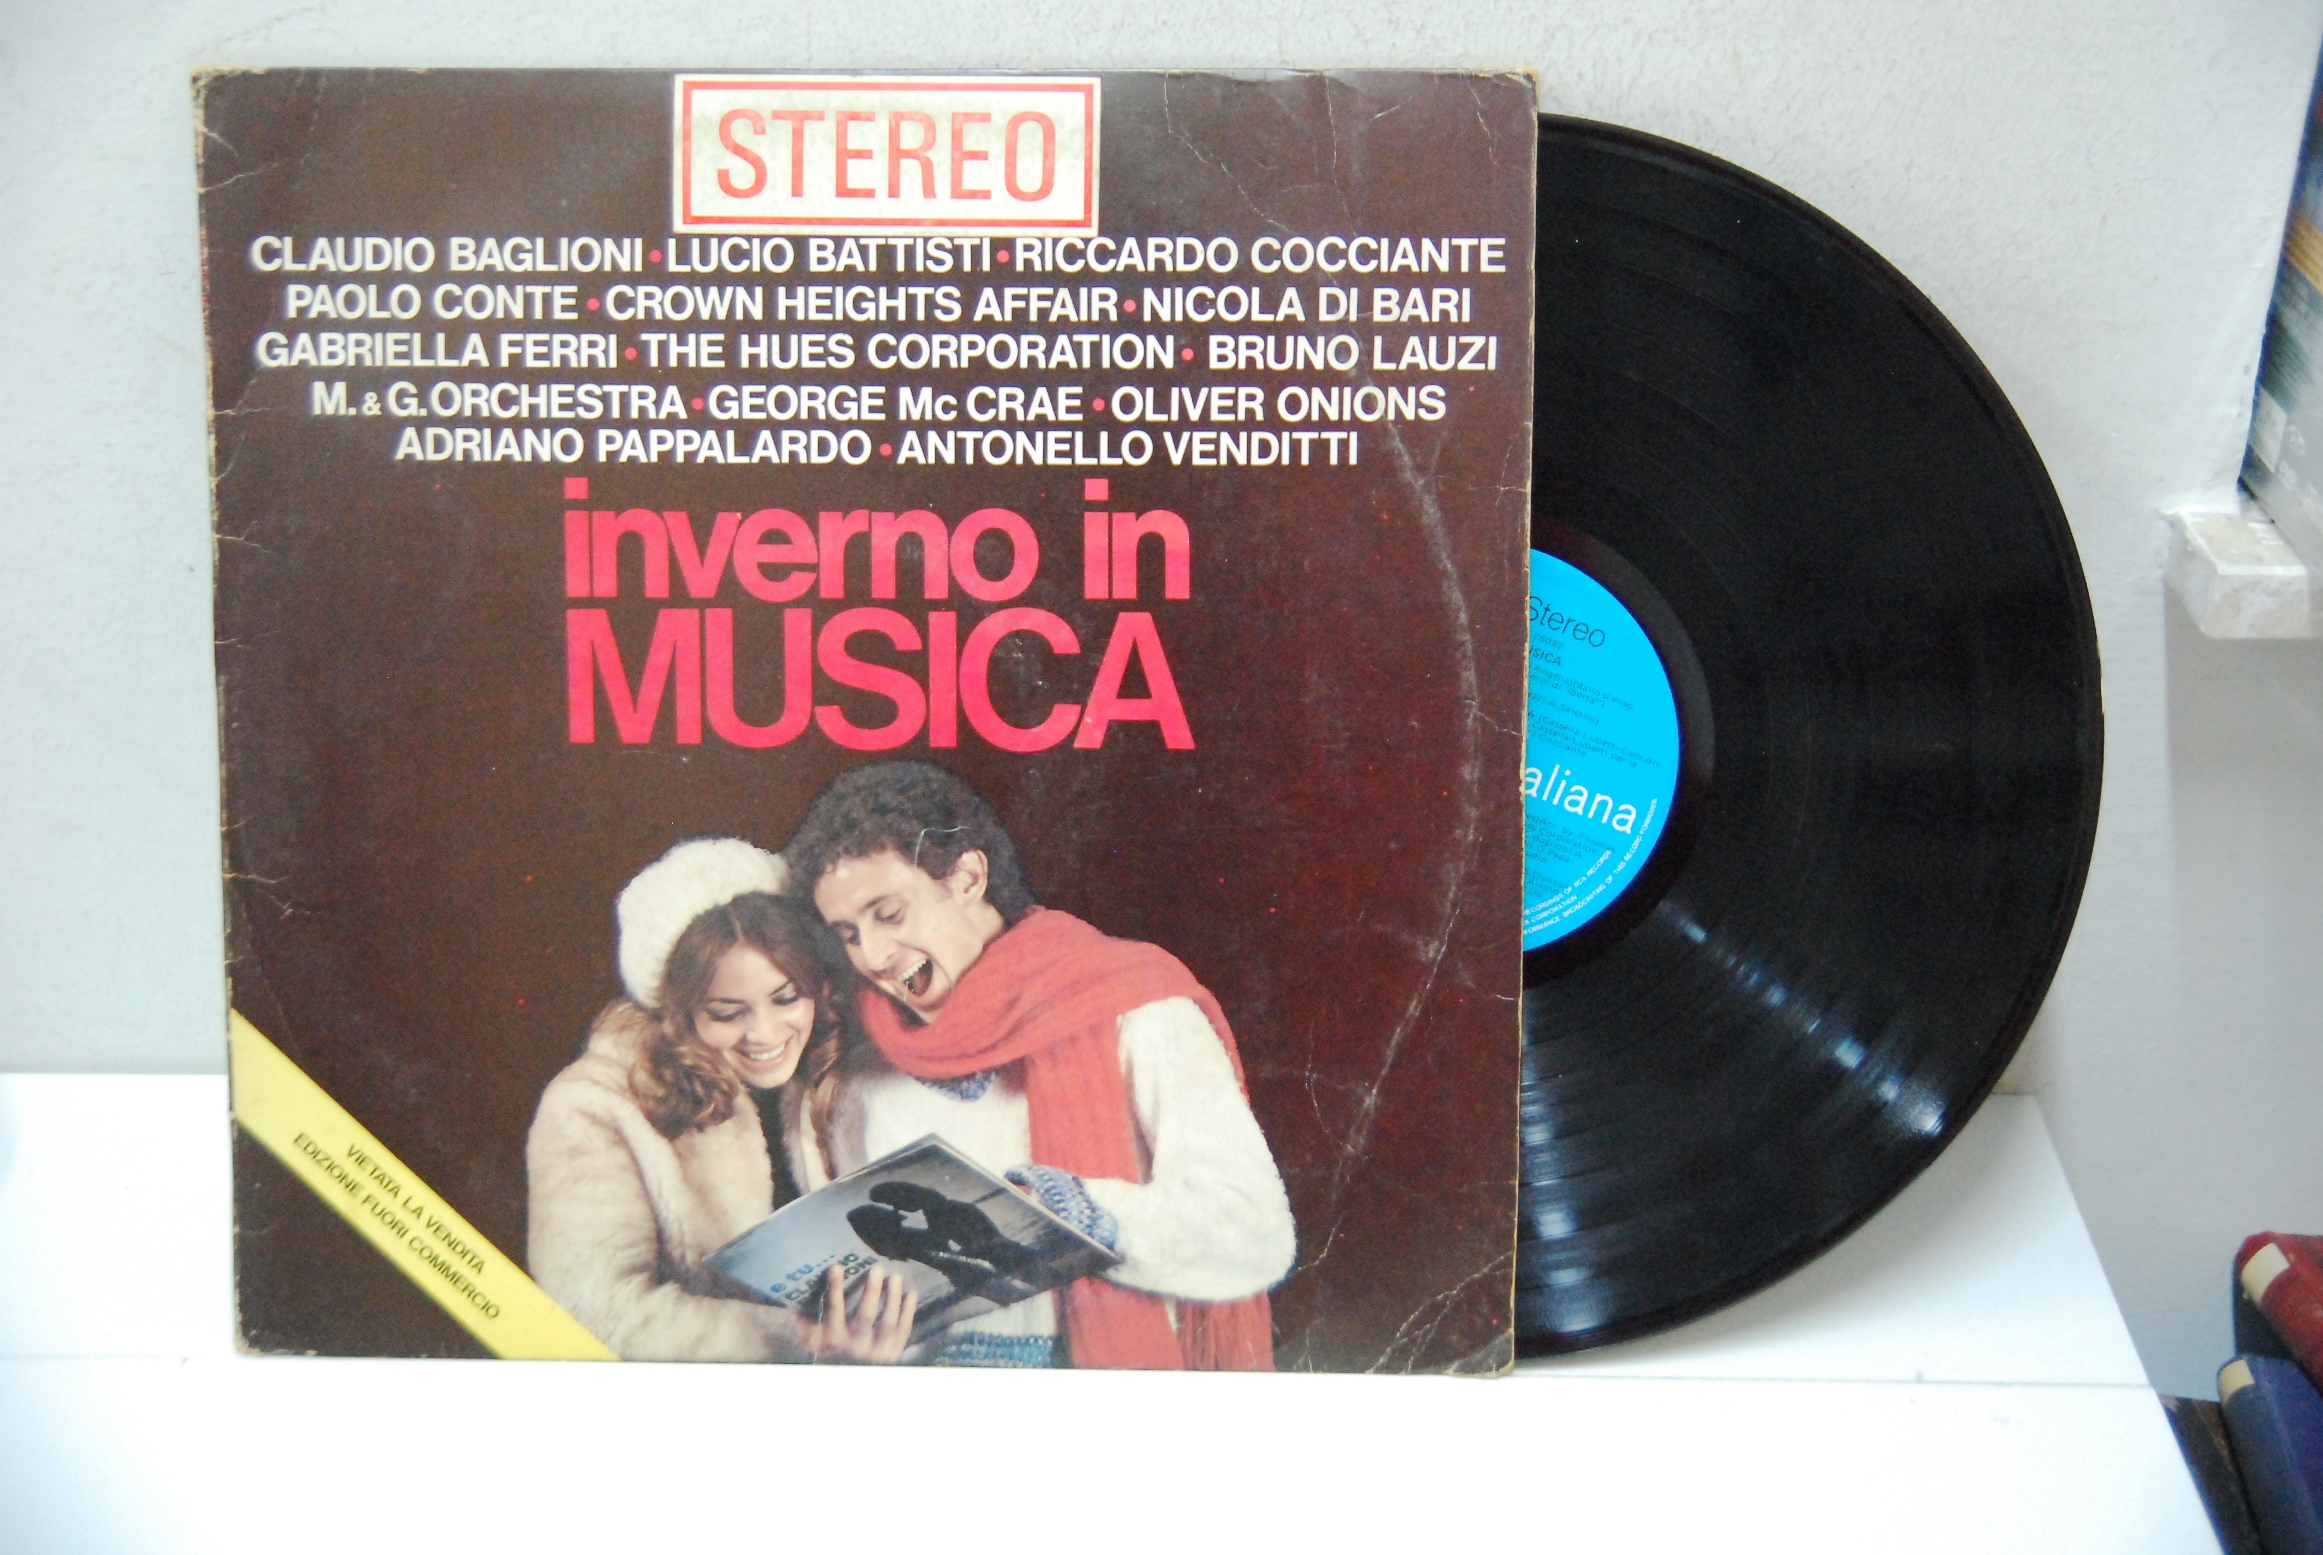 STEREO
CLAUDIO BAGLIONI • LUCIO BATTISTI • RICCARDO COCCIANTE
PAOLO CONTE • CROWN HEIGHTS AFFAIR • NICOLA DI BARI
GABRIELLA FERRI • THE HUES CORPORATION • BRUNO LAUZI
M. & G. ORCHESTRA • GEORGE Mc CRAE • OLIVER ONIONS
ADRIANO PAPPALARDO • ANTONELLO VENDITTI
inverno in
MUSICA
VIETATA LA VENDITA
EDIZIONE FUORI COMMERCIO
e tu...
Stereo
aliana